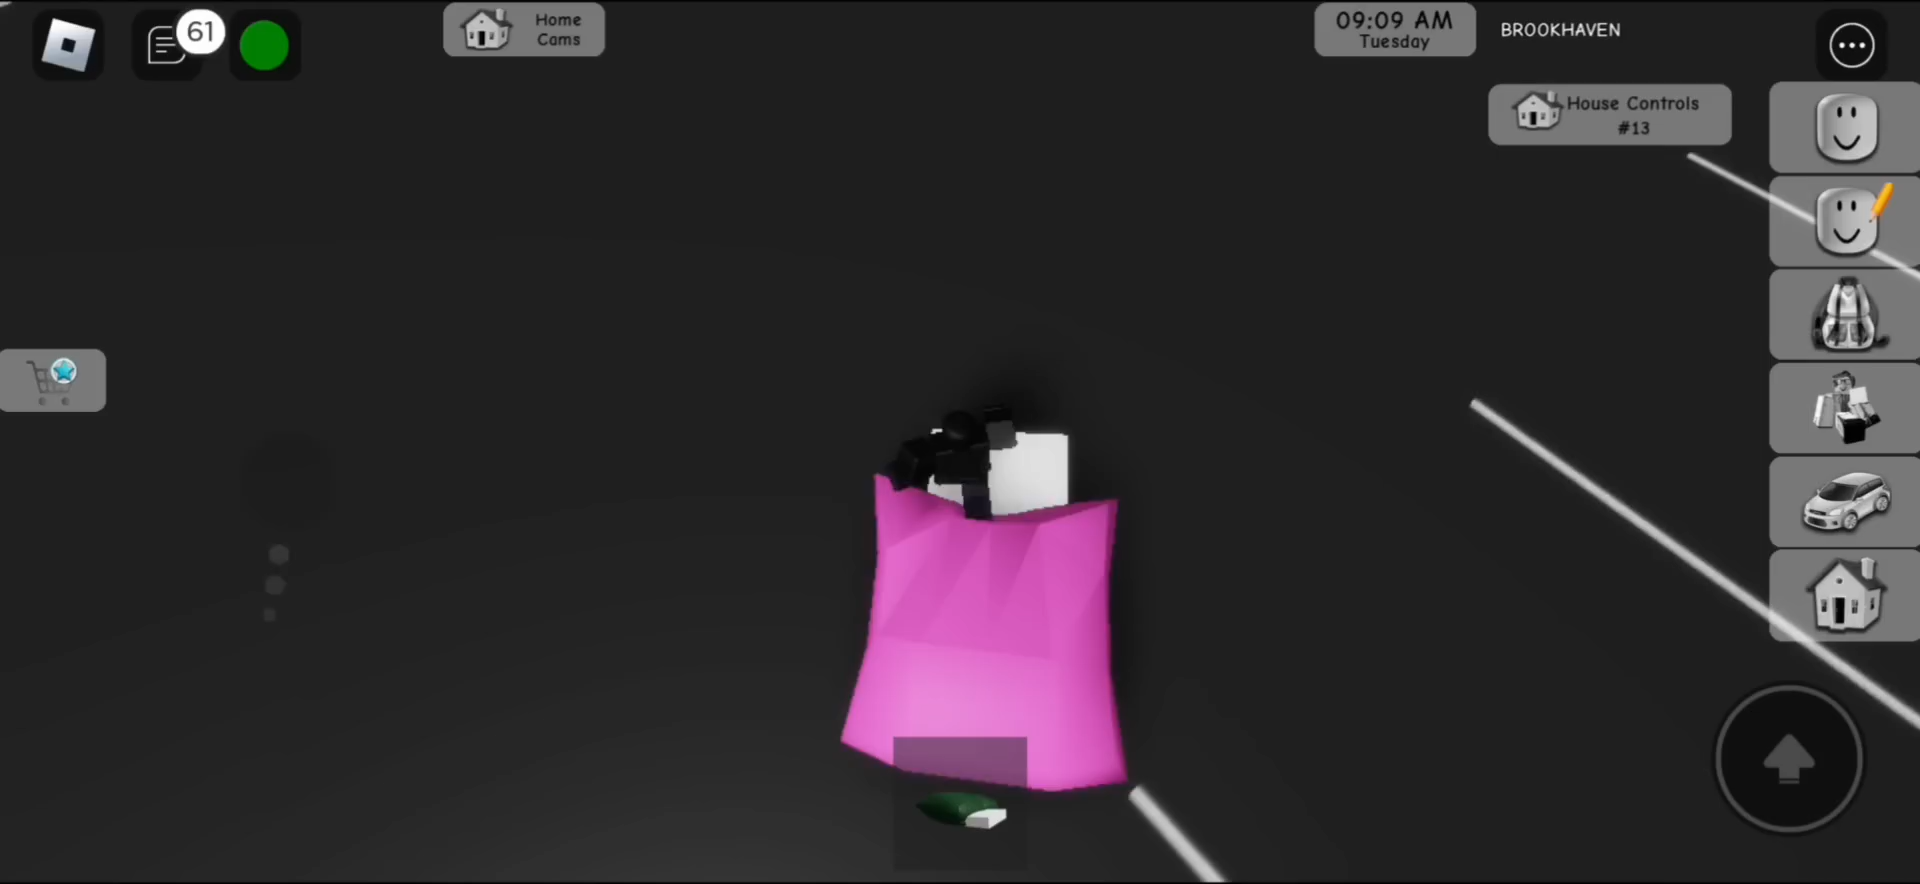 61
Home
Cams
09:09 AM
Tuesday
BROOKHAVEN
House Controls
#13